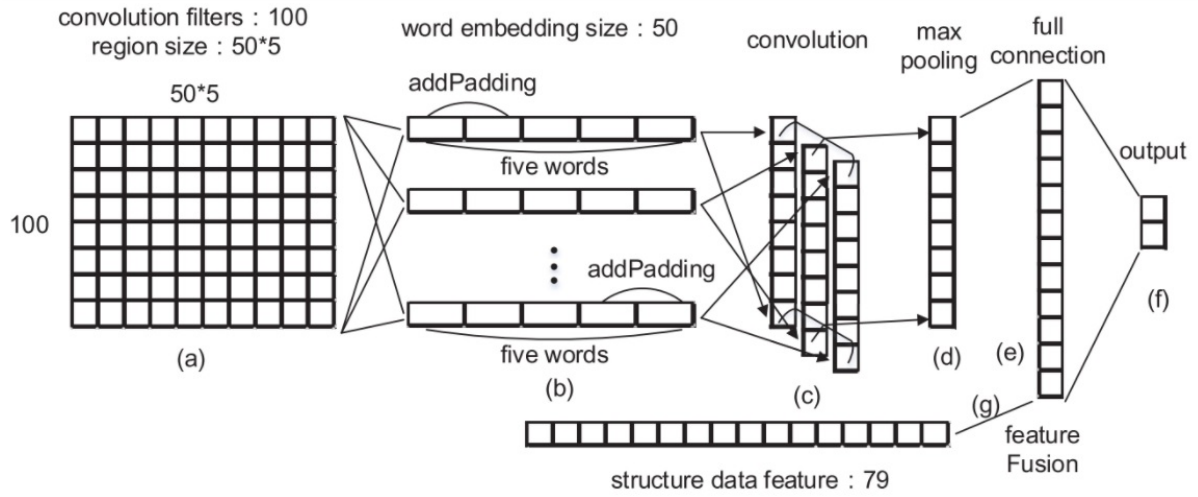 convolution filters : 100
region size : 50*5
50*5
100
(a)
word embedding size : 50
addPadding
five words
addPadding
five words
(b)
convolution
(c)
max
pooling
(d)
full
connection
(e)
output
(f)
(g)
feature
Fusion
structure data feature : 79